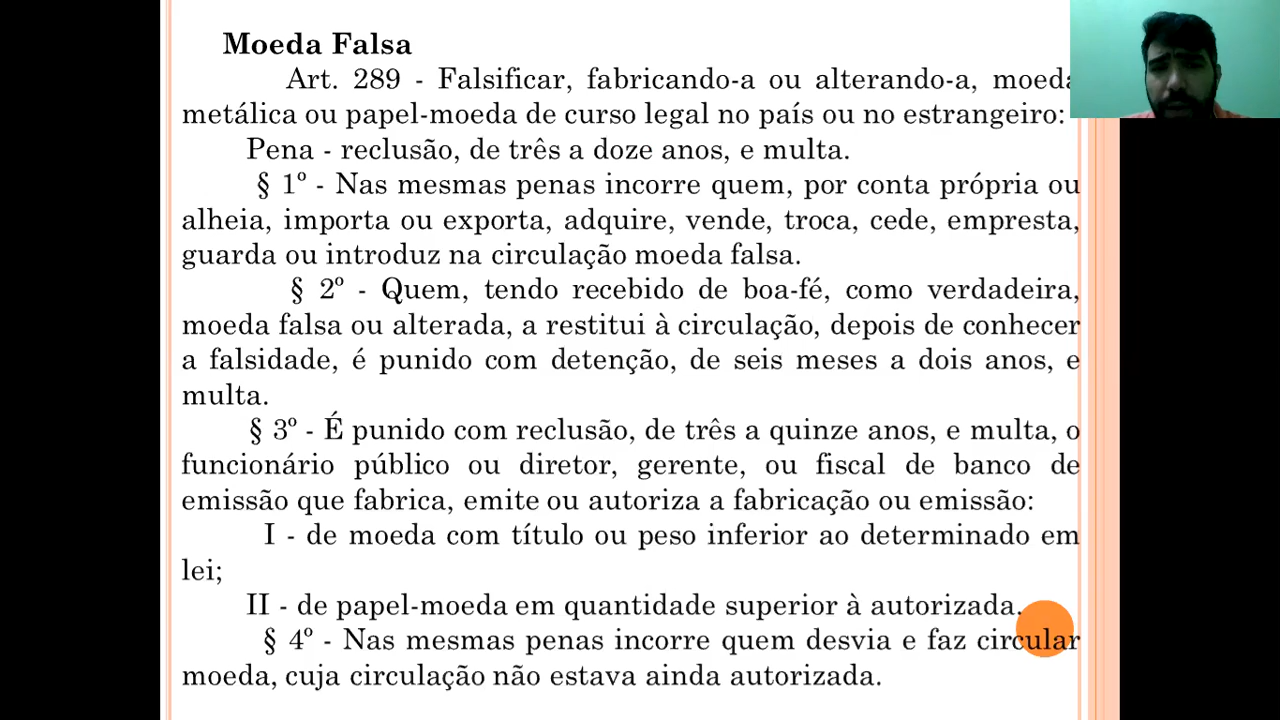 Moeda Falsa
Art. 289 - Falsificar, fabricando-a ou alterando-a, moeda
metálica ou papel-moeda de curso legal no país ou no estrangeiro:
Pena - reclusão, de três a doze anos, e multa.
§ 1º - Nas mesmas penas incorre quem, por conta própria ou
alheia, importa ou exporta, adquire, vende, troca, cede, empresta,
guarda ou introduz na circulação moeda falsa.
§ 2º - Quem, tendo recebido de boa-fé, como verdadeira,
moeda falsa ou alterada, a restitui à circulação, depois de conhecer
a falsidade, é punido com detenção, de seis meses a dois anos, e
multa.
§ 3º - É punido com reclusão, de três a quinze anos, e multa, o
funcionário público ou diretor, gerente, ou fiscal de banco de
emissão que fabrica, emite ou autoriza a fabricação ou emissão:
I - de moeda com título ou peso inferior ao determinado em
lei;
II - de papel-moeda em quantidade superior à autorizada.
§ 4º - Nas mesmas penas incorre quem desvia e faz circular
moeda, cuja circulação não estava ainda autorizada.